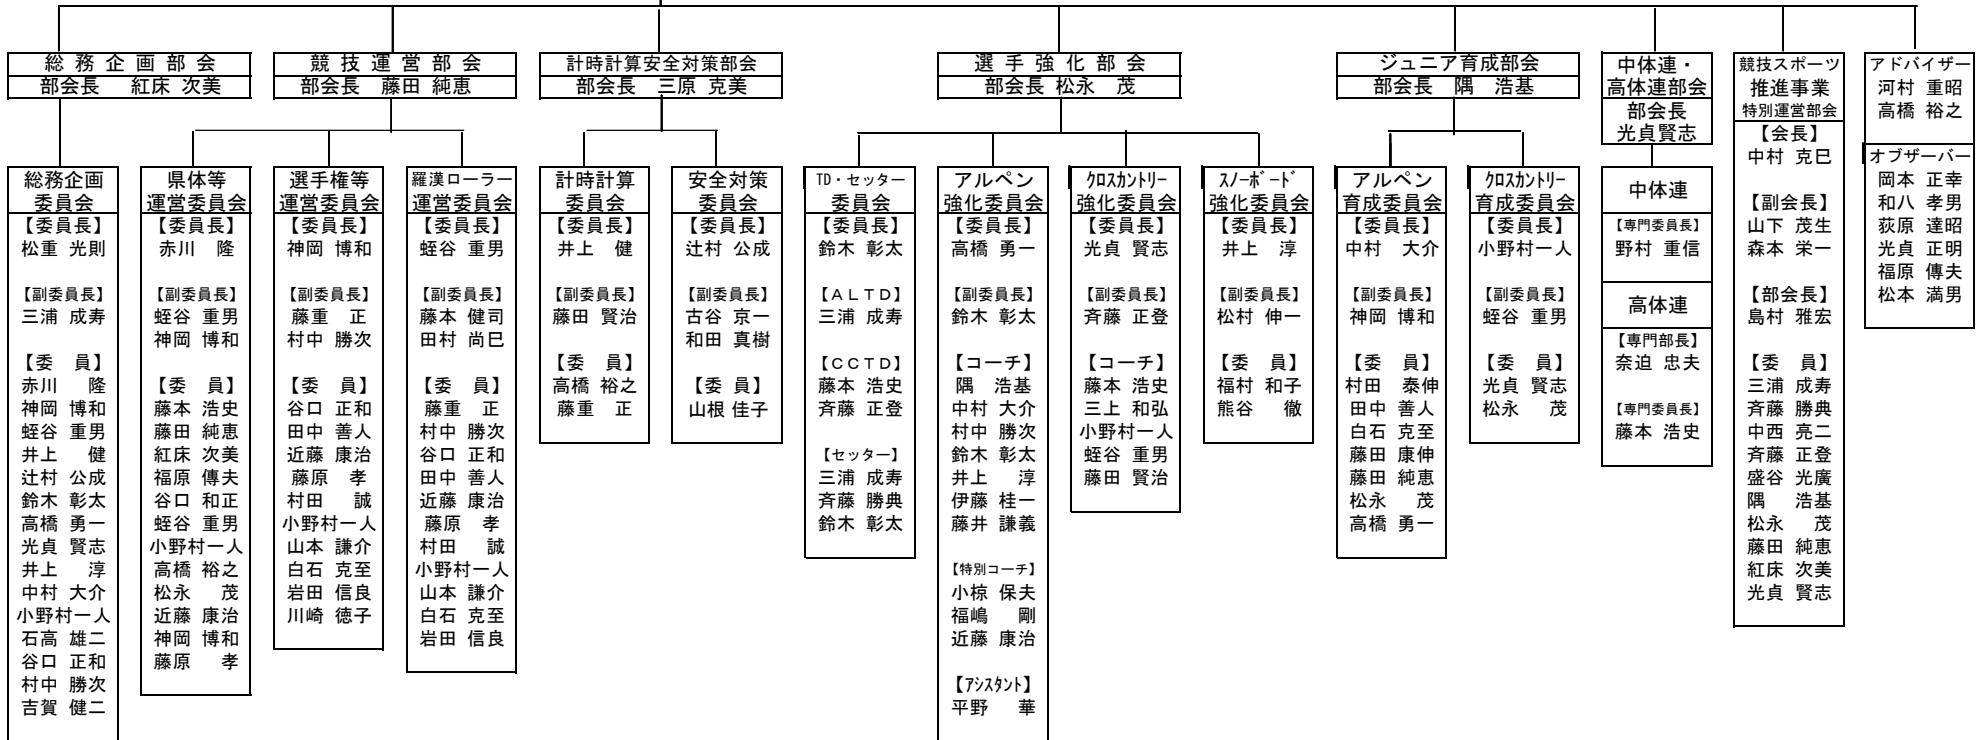 総務企画部会
部会長 紅床 次美
競技運営部会
部会長 藤田 純恵
計時計算安全対策部会
部会長 三原 克美
選手強化部会
部会長 松永 茂
ジュニア育成部会
部会長 隅 浩基
中体連・
高体連部会
部会長
光貞賢志
競技スポーツ
推進事業
特別運営部会
【会長】
中村 克巳
【副会長】
山下 茂生
森本 栄一
【部会長】
島村 雅宏
【委 員】
三浦 成寿
斉藤 勝典
中西 亮二
斉藤 正登
盛谷 光廣
隅 浩基
松永 茂
藤田 純恵
紅床 次美
光貞 賢志
アドバイザー
河村 重昭
高橋 裕之
オブザーバー
岡本 正幸
和八 孝男
荻原 達昭
光貞 正明
福原 傳夫
松本 満男
総務企画
委員会
【委員長】
松重 光則
【副委員長】
三浦 成寿
【委 員】
赤川 隆
神岡 博和
蛭谷 重男
井上 健
辻村 公成
鈴木 彰太
高橋 勇一
光貞 賢志
井上 淳
中村 大介
小野村一人
石高 雄二
谷口 正和
村中 勝次
吉賀 健二
県体等
運営委員会
【委員長】
赤川 隆
【副委員長】
蛭谷 重男
神岡 博和
【委 員】
藤本 浩史
藤田 純恵
紅床 次美
福原 傳夫
谷口 和正
蛭谷 重男
小野村一人
高橋 裕之
松永 茂
近藤 康治
神岡 博和
藤原 孝
選手権等
運営委員会
【委員長】
神岡 博和
【副委員長】
藤重 正
村中 勝次
【委 員】
谷口 正和
田中 善人
近藤 康治
藤原 孝
村田 誠
小野村一人
山本 謙介
白石 克至
岩田 信良
川崎 徳子
羅漢ローラー
運営委員会
【委員長】
蛭谷 重男
【副委員長】
藤本 健司
田村 尚巳
【委 員】
藤重 正
村中 勝次
谷口 正和
田中 善人
近藤 康治
藤原 孝
村田 誠
小野村一人
山本 謙介
白石 克至
岩田 信良
計時計算
委員会
【委員長】
井上 健
【副委員長】
藤田 賢治
【委 員】
高橋 裕之
藤重 正
安全対策
委員会
【委員長】
辻村 公成
【副委員長】
古谷 京一
和田 真樹
【委 員】
山根 佳子
TD・セッター
委員会
【委員長】
鈴木 彰太
【ＡＬＴＤ】
三浦 成寿
【ＣＣＴＤ】
藤本 浩史
斉藤 正登
【セッター】
三浦 成寿
斉藤 勝典
鈴木 彰太
アルペン
強化委員会
【委員長】
高橋 勇一
【副委員長】
鈴木 彰太
【コーチ】
隅 浩基
中村 大介
村中 勝次
鈴木 彰太
井上 淳
伊藤 桂一
藤井 謙義
【特別コーチ】
小椋 保夫
福嶋 剛
近藤 康治
【ｱｼｽﾀﾝﾄ】
平野 華
ｸﾛｽｶﾝﾄﾘｰ
強化委員会
【委員長】
光貞 賢志
【副委員長】
斉藤 正登
【コーチ】
藤本 浩史
三上 和弘
小野村一人
蛭谷 重男
藤田 賢治
ｽﾉｰﾎﾞｰﾄﾞ
強化委員会
【委員長】
井上 淳
【副委員長】
松村 伸一
【委 員】
福村 和子
熊谷 徹
アルペン
育成委員会
【委員長】
中村 大介
【副委員長】
神岡 博和
【委 員】
村田 泰伸
田中 善人
白石 克至
藤田 康伸
藤田 純恵
松永 茂
高橋 勇一
ｸﾛｽｶﾝﾄﾘｰ
育成委員会
【委員長】
小野村一人
【副委員長】
蛭谷 重男
【委 員】
光貞 賢志
松永 茂
中体連
【専門委員長】
野村 重信
高体連
【専門部長】
奈迫 忠夫
【専門委員長】
藤本 浩史